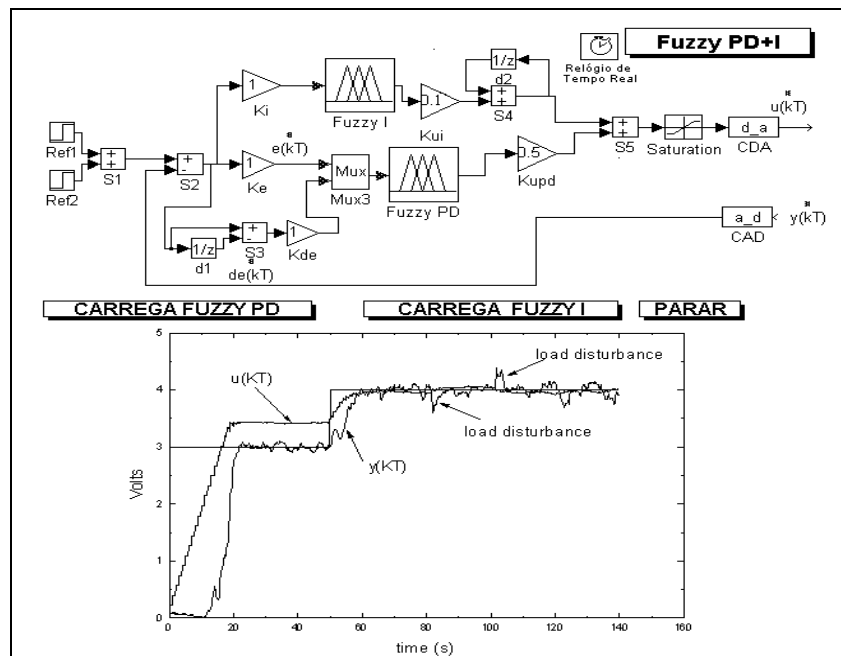 Fuzzy PD+I
Relógio de
Tempo Real
1/z
d2
1
Ki
Fuzzy I
0.1
Kui
+
+
S4
u(kT)
+
+
S5
Saturation
d_a
CDA
Ref1
Ref2
+
+
S1
+
-
S2
1
Ke
e(kT)
Mux
Mux3
Fuzzy PD
0.5
Kupd
1/z
d1
+
-
S3
de(kT)
1
Kde
a_d
CAD
y(kT)
CARREGA FUZZY PD
CARREGA FUZZY I
PARAR
5
4
3
2
1
0
Volts
u(KT)
y(KT)
load disturbance
load disturbance
0 20 40 60 80 100 120 140 160
time (s)